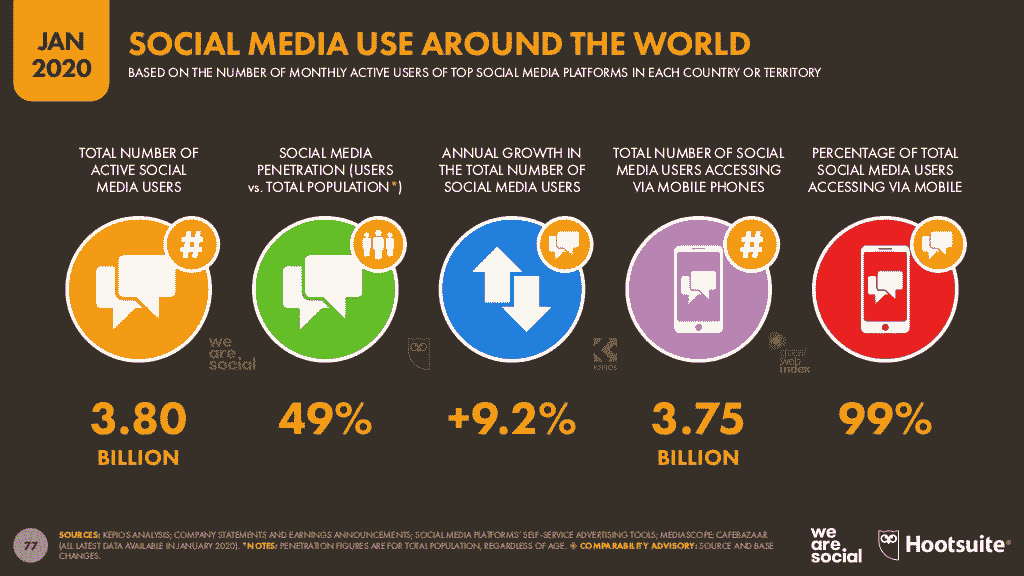 JAN
2020
SOCIAL MEDIA USE AROUND THE WORLD
BASED ON THE NUMBER OF MONTHLY ACTIVE USERS OF TOP SOCIAL MEDIA PLATFORMS IN EACH COUNTRY OR TERRITORY
TOTAL NUMBER OF
ACTIVE SOCIAL
MEDIA USERS
SOCIAL MEDIA
PENETRATION (USERS
vs. TOTAL POPULATION*)
ANNUAL GROWTH IN
THE TOTAL NUMBER OF
SOCIAL MEDIA USERS
TOTAL NUMBER OF SOCIAL
MEDIA USERS ACCESSING
VIA MOBILE PHONES
PERCENTAGE OF TOTAL
SOCIAL MEDIA USERS
ACCESSING VIA MOBILE
#
#
we
are
social
KEPIOS
global
web
index
3.80
BILLION
49%
+9.2%
3.75
BILLION
99%
77
SOURCES: KEPIOS ANALYSIS; COMPANY STATEMENTS AND EARNINGS ANNOUNCEMENTS; SOCIAL MEDIA PLATFORMS' SELF-SERVICE ADVERTISING TOOLS; MEDIASCOPE; CAFEBAZAAR
(ALL LATEST DATA AVAILABLE IN JANUARY 2020). *NOTES: PENETRATION FIGURES ARE FOR TOTAL POPULATION, REGARDLESS OF AGE. COMPARABILITY ADVISORY: SOURCE AND BASE
CHANGES.
we
are
social
Hootsuite®